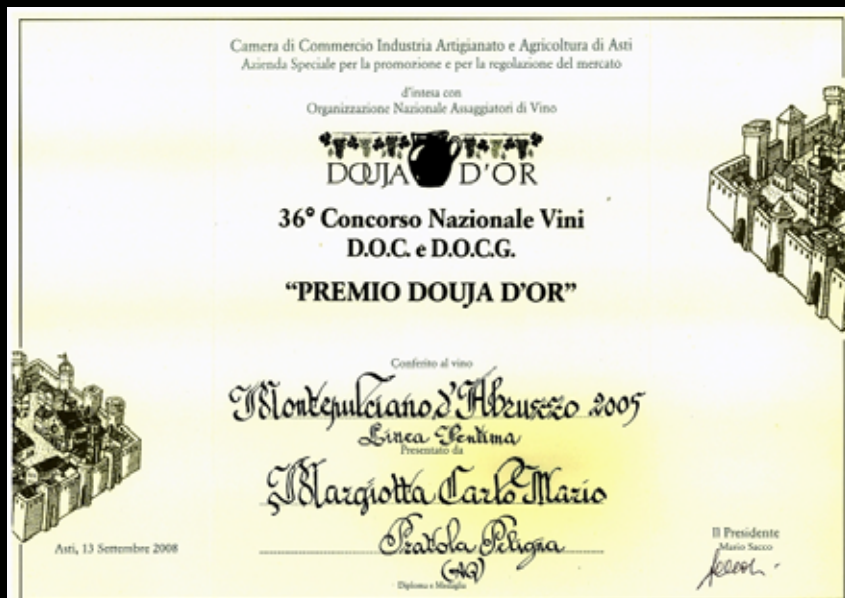 Camera di Commercio Industria Artigianato e Agricoltura di Asti
Azienda Speciale per la promozione e per la regolazione del mercato
d'intesa con
Organizzazione Nazionale Assaggiatori di Vino
DOUJA D'OR
36° Concorso Nazionale Vini
D.O.C. e D.O.C.G.
“PREMIO DOUJA D'OR”
Conferito al vino
Montepulciano d'Abruzzo 2005
Linea Pentima
Presentato da
Margiotta Carlo Mario
Pratola Peligna
(AQ)
Diploma e Medaglia
Asti, 13 Settembre 2008
Il Presidente
Mario Sacco